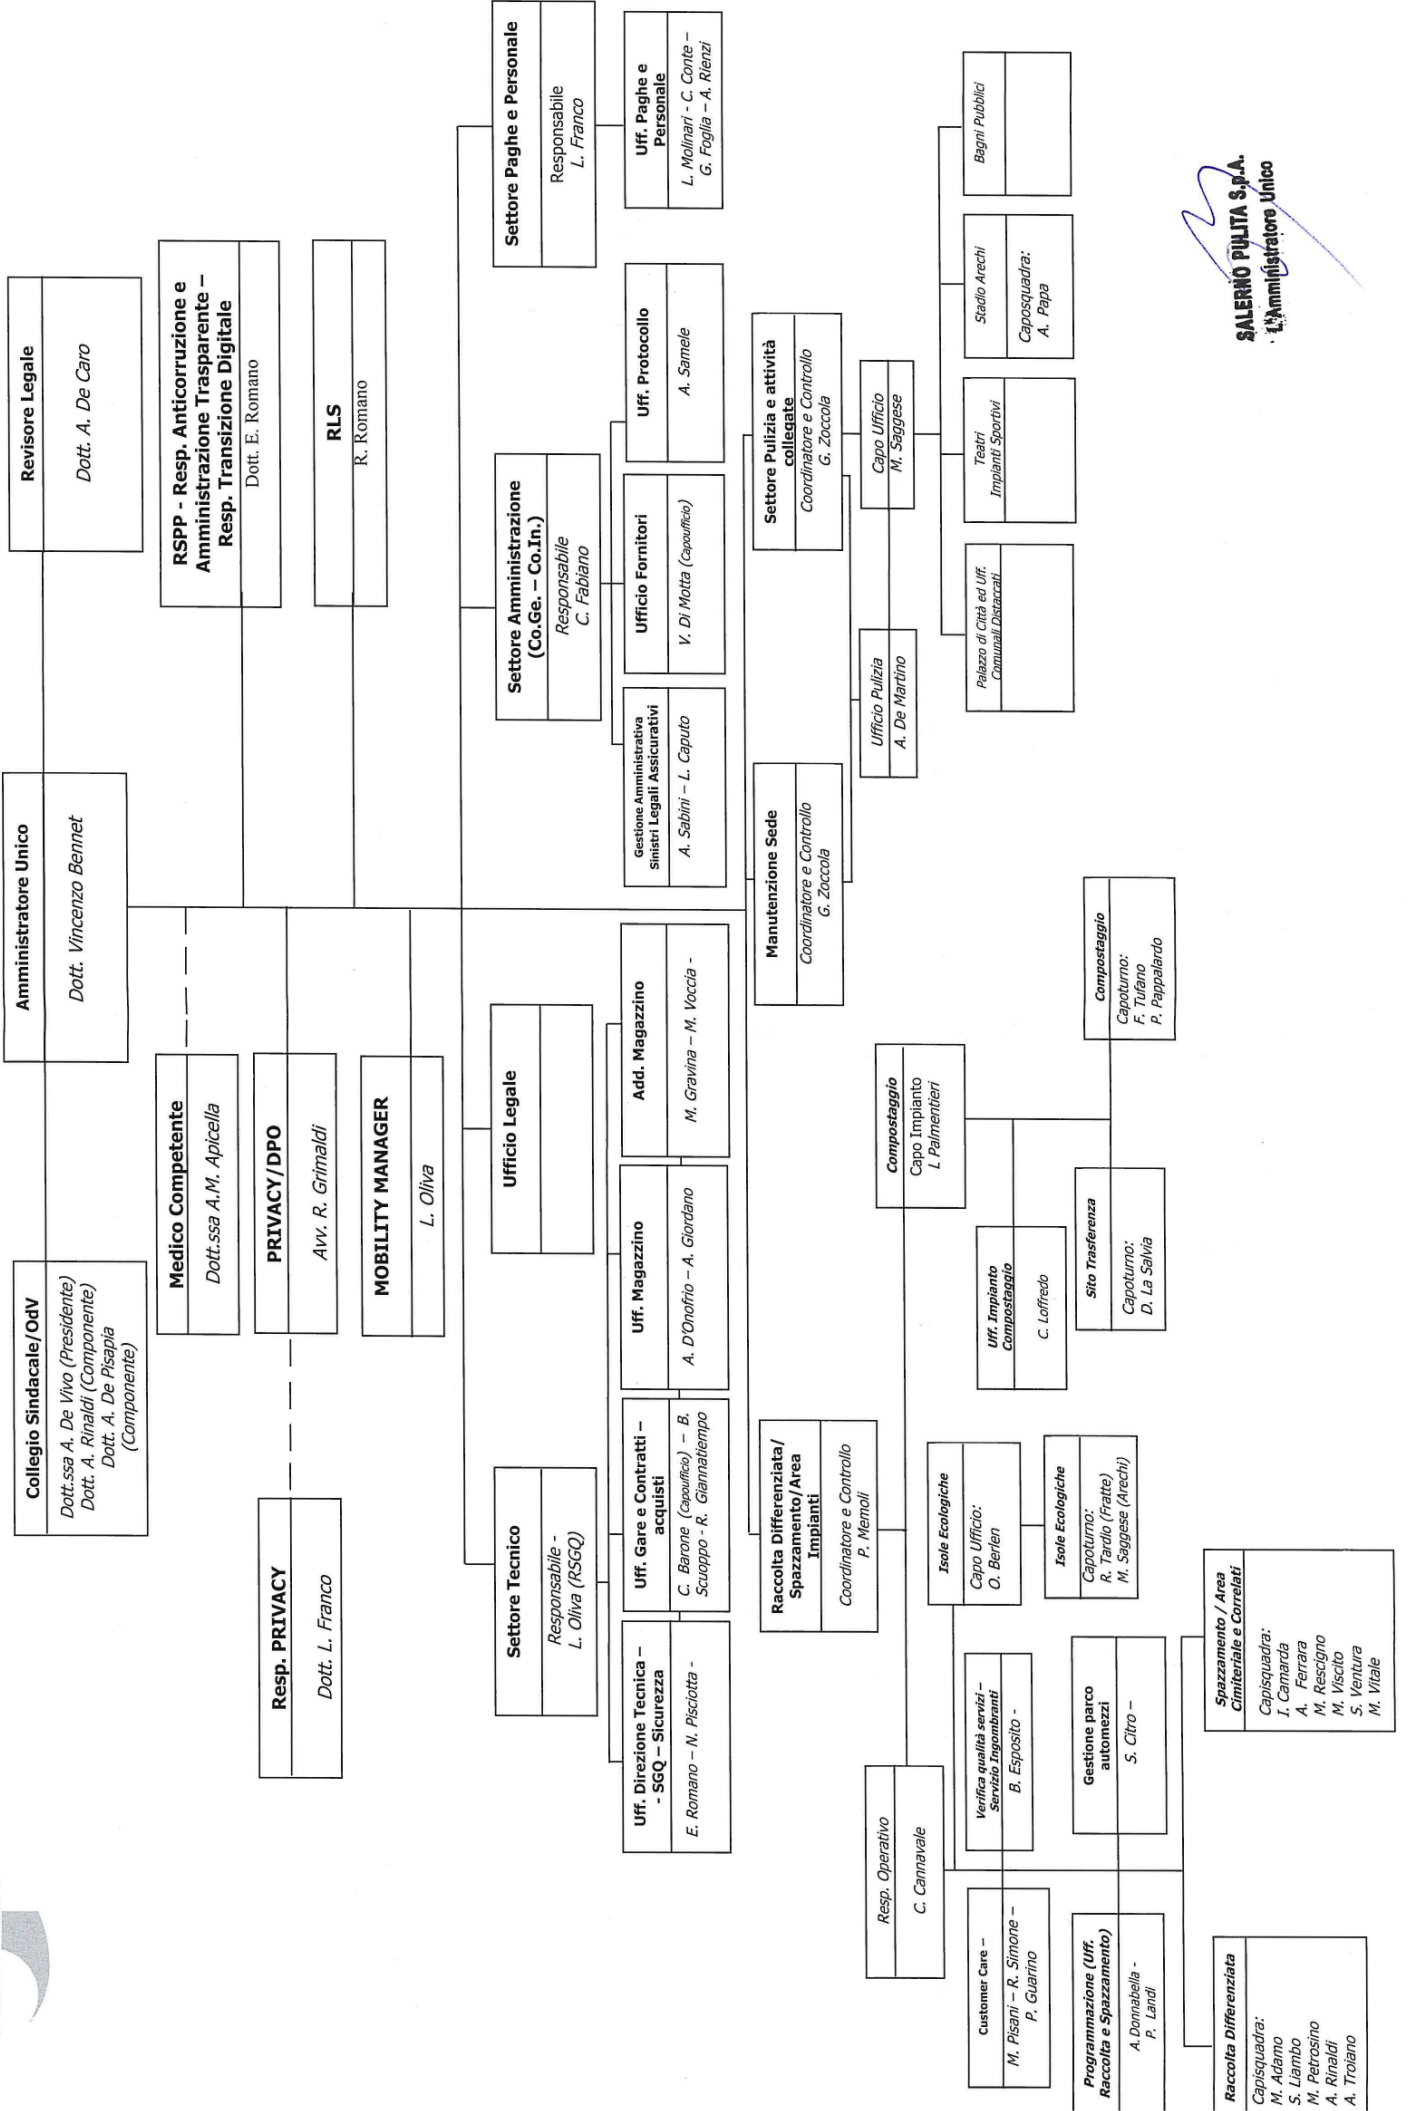 Collegio Sindacale/OdV
Dott.ssa A. De Vivo (Presidente)
Dott. A. Rinaldi (Componente)
Dott. A. De Pisapia
(Componente)
Amministratore Unico
Dott. Vincenzo Bennet
Revisore Legale
Dott. A. De Caro
Medico Competente
Dott.ssa A.M. Apicella
RSPP - Resp. Anticorruzione e
Amministrazione Trasparente –
Resp. Transizione Digitale
Dott. E. Romano
Resp. PRIVACY
Dott. L. Franco
PRIVACY/DPO
Avv. R. Grimaldi
RLS
R. Romano
MOBILITY MANAGER
L. Oliva
Settore Tecnico
Responsabile -
L. Oliva (RSGQ)
Ufficio Legale
Settore Amministrazione
(Co.Ge. – Co.In.)
Responsabile
C. Fabiano
Settore Paghe e Personale
Responsabile
L. Franco
Uff. Direzione Tecnica –
- SGQ – Sicurezza
E. Romano – N. Pisciotta -
Uff. Gare e Contratti –
acquisti
C. Barone (Capoufficio) – B.
Scuoppo - R. Giannatiempo
Uff. Magazzino
A. D'Onofrio – A. Giordano
Add. Magazzino
M. Gravina – M. Voccia -
Gestione Amministrativa
Sinistri Legali Assicurativi
A. Sabini – L. Caputo
Ufficio Fornitori
V. Di Motta (Capoufficio)
Uff. Protocollo
A. Samele
Uff. Paghe e
Personale
L. Molinari - C. Conte –
G. Foglia – A. Rienzi
Raccolta Differenziata/
Spazzamento/Area
Impianti
Coordinatore e Controllo
P. Memoli
Manutenzione Sede
Coordinatore e Controllo
G. Zoccola
Settore Pulizia e attività
collegate
Coordinatore e Controllo
G. Zoccola
Resp. Operativo
C. Cannavale
Compostaggio
Capo Impianto
L Palmentieri
Ufficio Pulizia
A. De Martino
Capo Ufficio
M. Saggese
Isole Ecologiche
Capo Ufficio:
O. Berlen
Customer Care –
M. Pisani – R. Simone –
P. Guarino
Verifica qualità servizi –
Servizio Ingombranti
B. Esposito -
Uff. Impianto
Compostaggio
C. Loffredo
Palazzo di Città ed Uff.
Comunali Distaccati
Teatri
Impianti Sportivi
Stadio Arechi
Caposquadra:
A. Papa
Bagni Pubblici
Isole Ecologiche
Capoturno:
R. Tardio (Fratte)
M. Saggese (Arechi)
Programmazione (Uff.
Raccolta e Spazzamento)
A.Donnabella -
P. Landi
Gestione parco
automezzi
S. Citro –
Sito Trasferenza
Capoturno:
D. La Salvia
Compostaggio
Capoturno:
F. Tufano
P. Pappalardo
Raccolta Differenziata
Capisquadra:
M. Adamo
S. Liambo
M. Petrosino
A. Rinaldi
A. Troiano
Spazzamento / Area
Cimiteriale e Correlati
Capisquadra:
I. Camarda
A. Ferrara
M. Rescigno
M. Viscito
S. Ventura
M. Vitale
SALERNO PULITA S.p.A.
L'Amministratore Unico